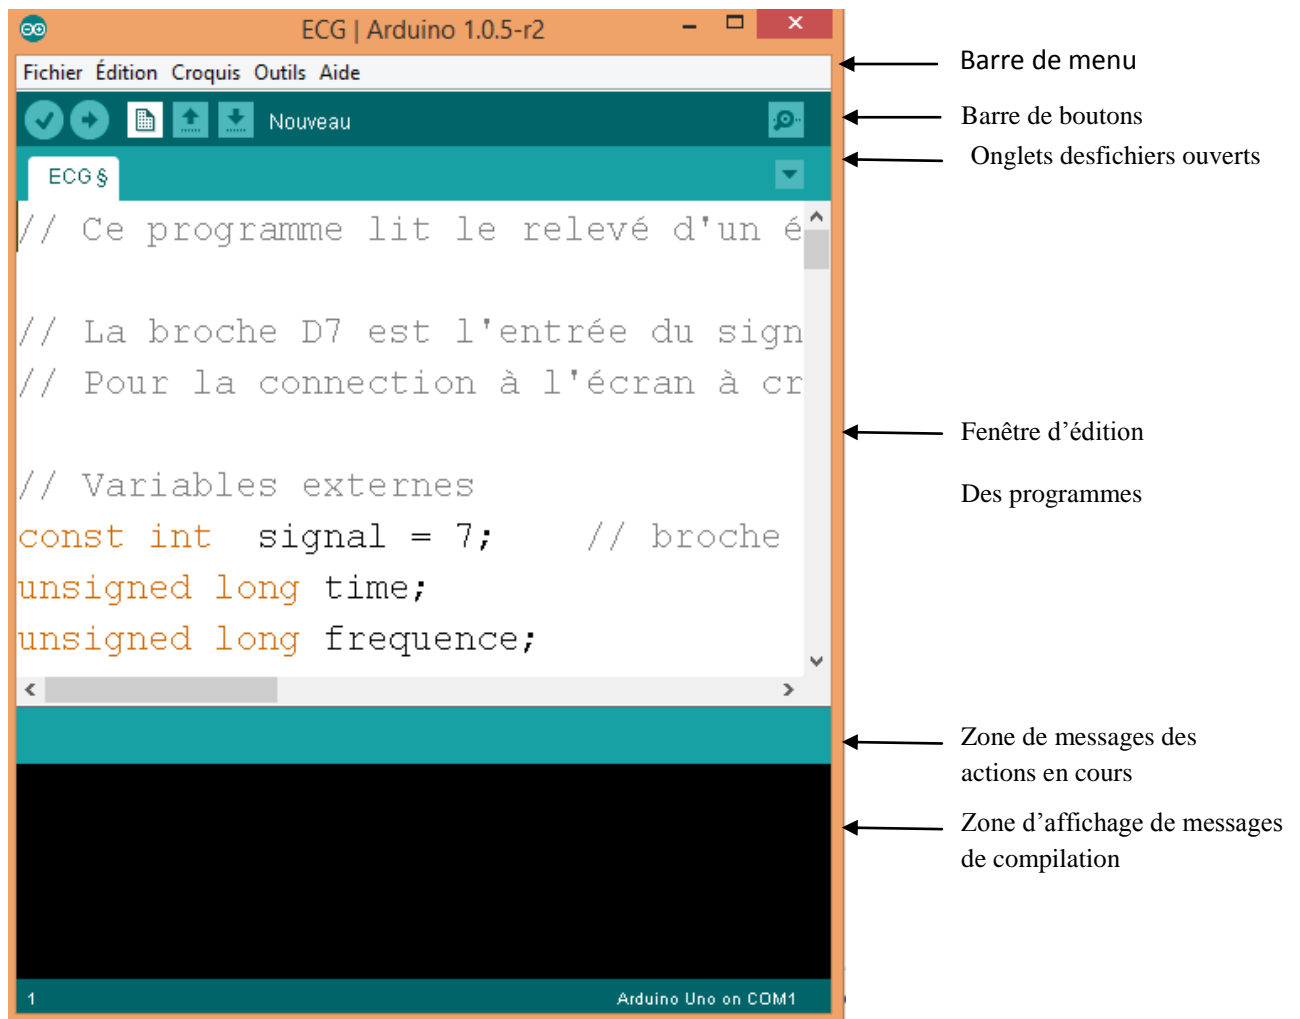 ECG | Arduino 1.0.5-r2
Fichier Édition Croquis Outils Aide
Barre de menu
Nouveau
Barre de boutons
Onglets desfichiers ouverts
ECG §
// Ce programme lit le relevé d'un é
// La broche D7 est l'entrée du sign
// Pour la connection à l'écran à cr
Fenêtre d’édition
// Variables externes
Des programmes
const int  signal = 7;    // broche
unsigned long time;
unsigned long frequence;
Zone de messages des
actions en cours
Zone d’affichage de messages
de compilation
1
Arduino Uno on COM1